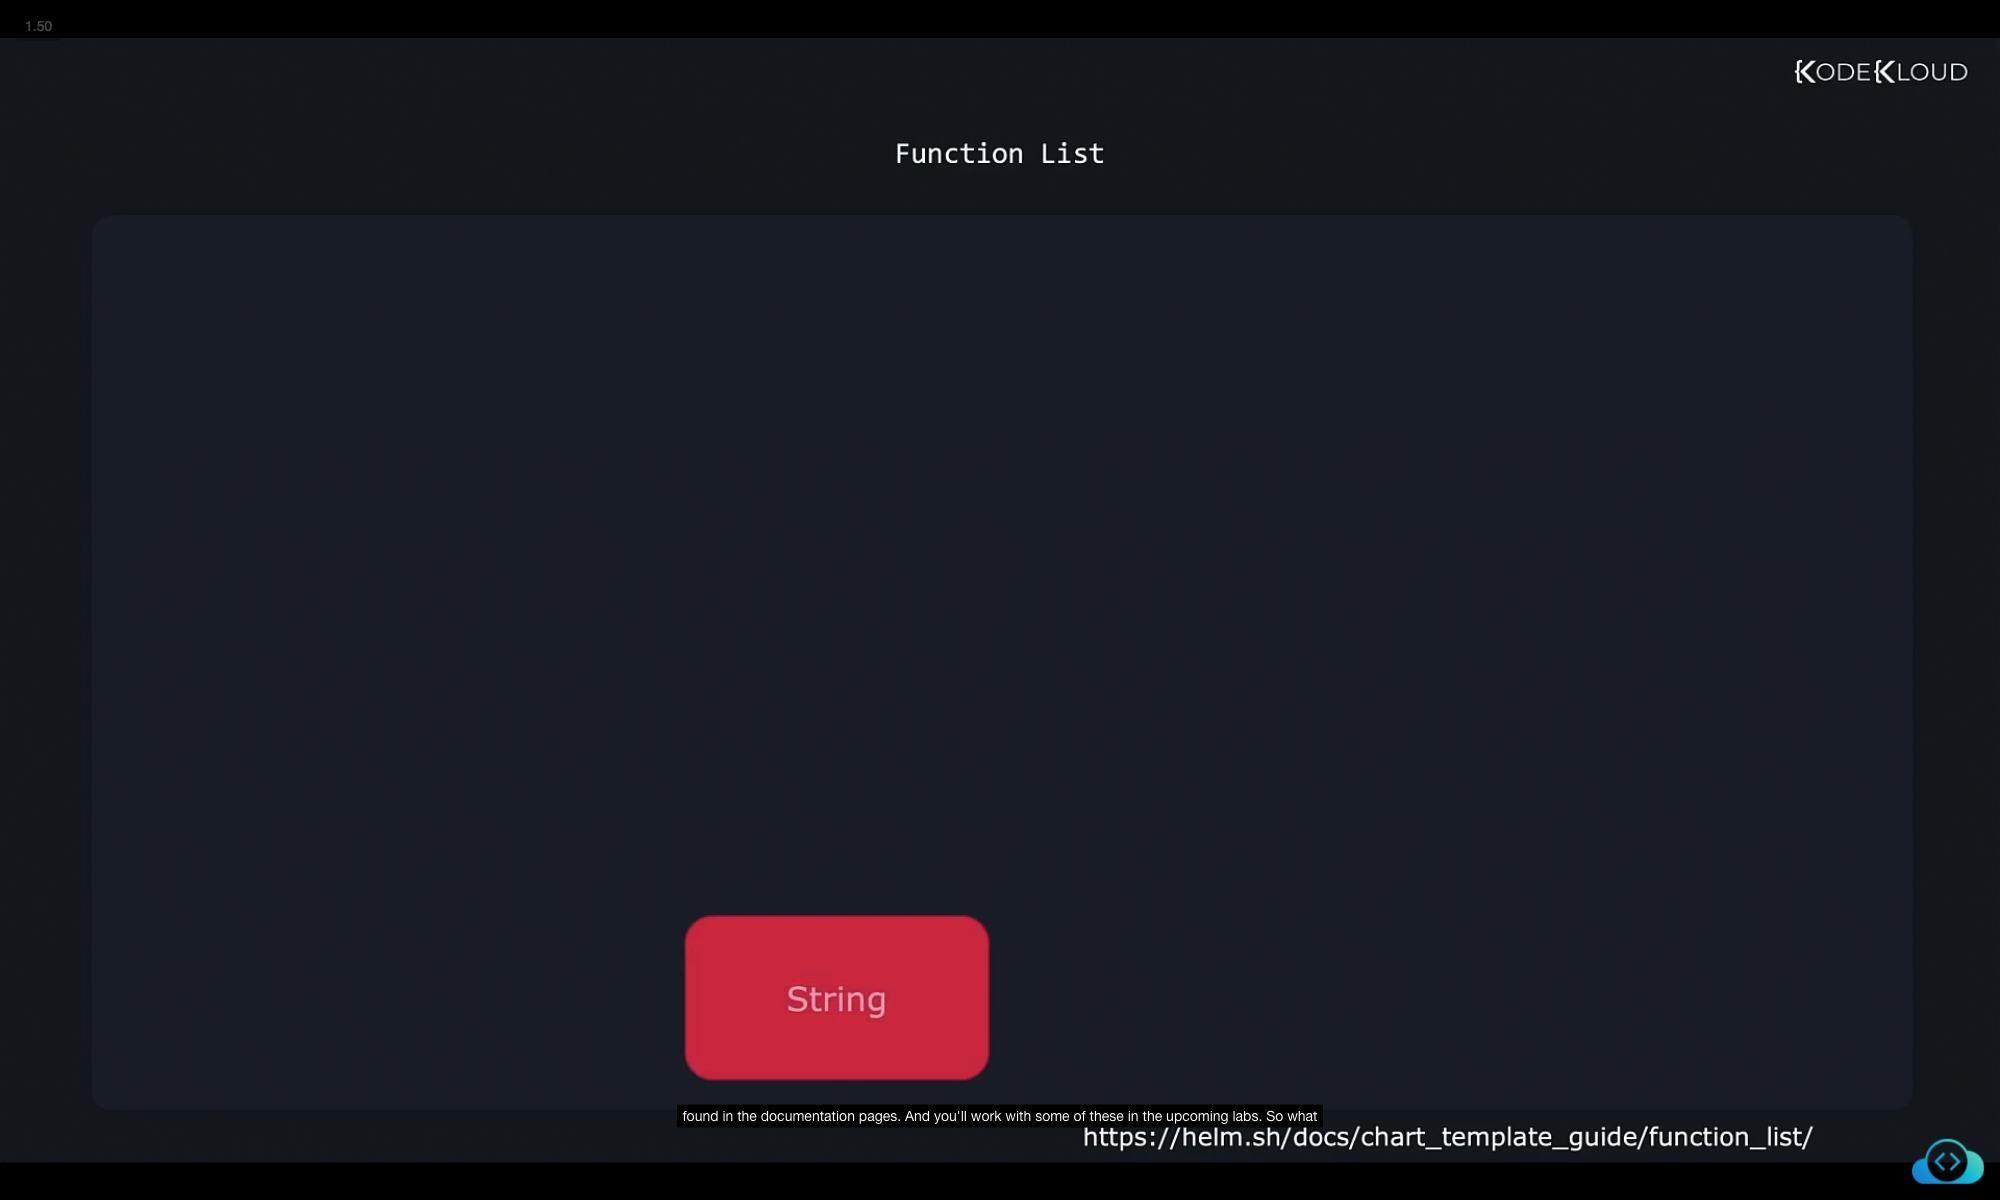 1.50
KODEKLOUD
Function List
String
found in the documentation pages. And you'll work with some of these in the upcoming labs. So what
https://helm.sh/docs/chart_template_guide/function_list/